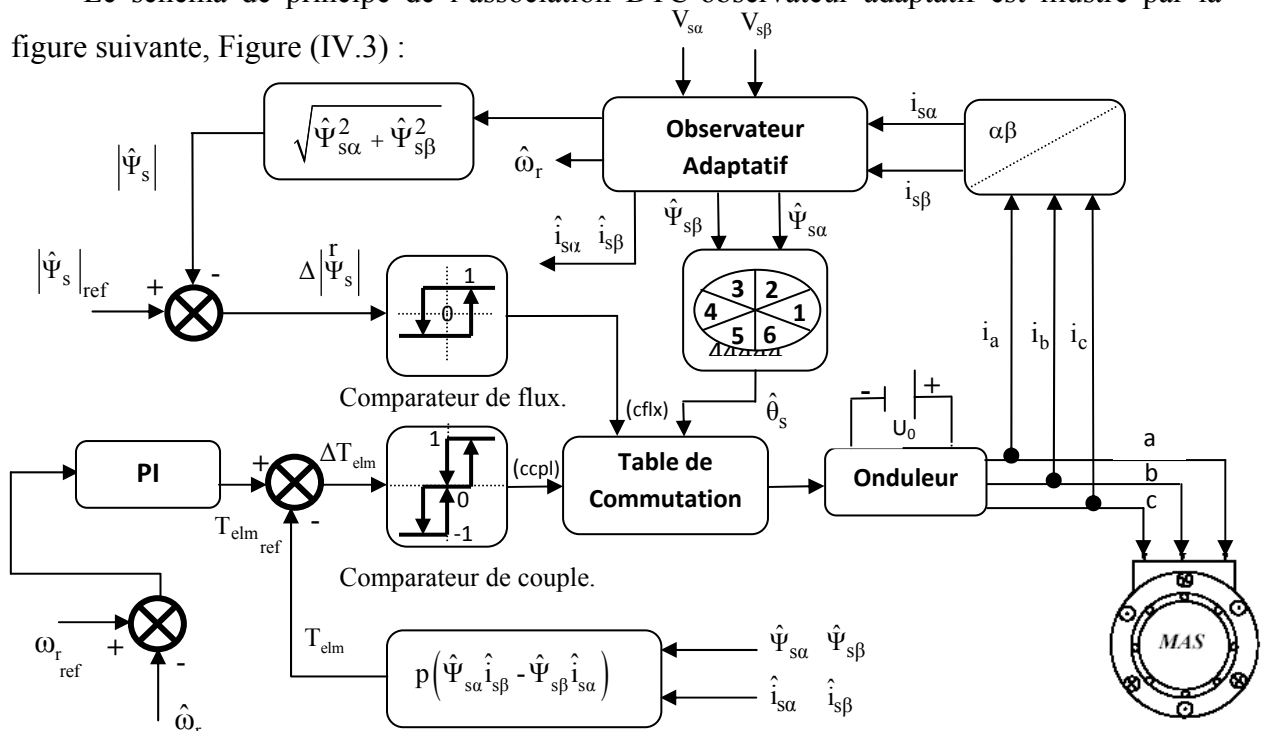 Le schéma de principe de l'association DTC-observateur adaptatif est illustré par la
figure suivante, Figure (IV.3) :
V_sα V_sβ
√(Ψ̂²_sα + Ψ̂²_sβ)
Observateur
Adaptatif
i_sα
αβ
i_sβ
|Ψ̂_s|
ω̂_r
Ψ̂_sβ Ψ̂_sα
î_sα î_sβ
|Ψ̂_s|_ref
+
-
Δ|Ψ_s|
r
1
0
3 2
4 1
5 6
i_a i_b i_c
Comparateur de flux.
(cflx)
θ̂_s
- +
U_0
PI
+
-
ΔT_elm
T_elm_ref
1
0
-1
(ccpl)
Table de
Commutation
Onduleur
a
b
c
Comparateur de couple.
ω_r_ref
+
-
ω̂_r
T_elm
p(Ψ̂_sα î_sβ - Ψ̂_sβ î_sα)
Ψ̂_sα Ψ̂_sβ
î_sα î_sβ
MAS